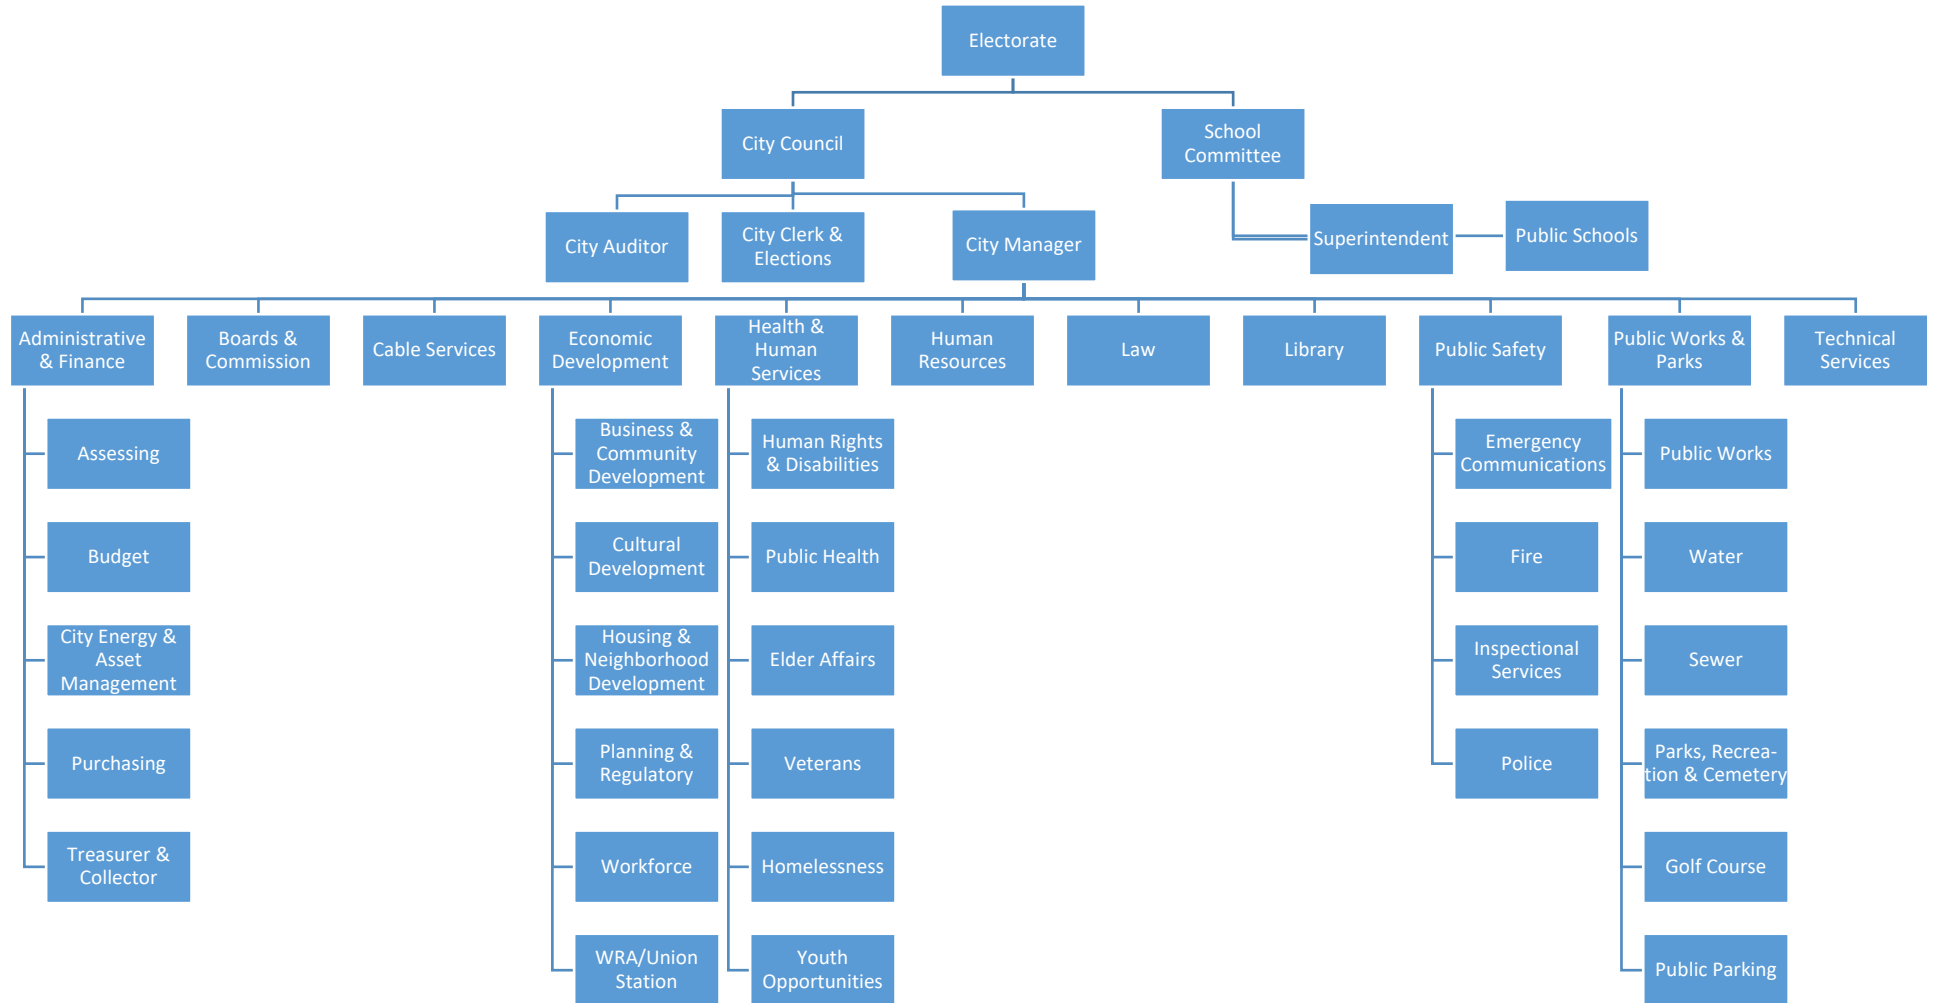 Electorate
City Council
School
Committee
City Auditor
City Clerk &
Elections
City Manager
Superintendent
Public Schools
Administrative
& Finance
Boards &
Commission
Cable Services
Economic
Development
Health &
Human
Services
Human
Resources
Law
Library
Public Safety
Public Works &
Parks
Technical
Services
Assessing
Budget
City Energy &
Asset
Management
Purchasing
Treasurer &
Collector
Business &
Community
Development
Cultural
Development
Housing &
Neighborhood
Development
Planning &
Regulatory
Workforce
WRA/Union
Station
Human Rights
& Disabilities
Public Health
Elder Affairs
Veterans
Homelessness
Youth
Opportunities
Emergency
Communications
Fire
Inspectional
Services
Police
Public Works
Water
Sewer
Parks, Recrea-
tion & Cemetery
Golf Course
Public Parking